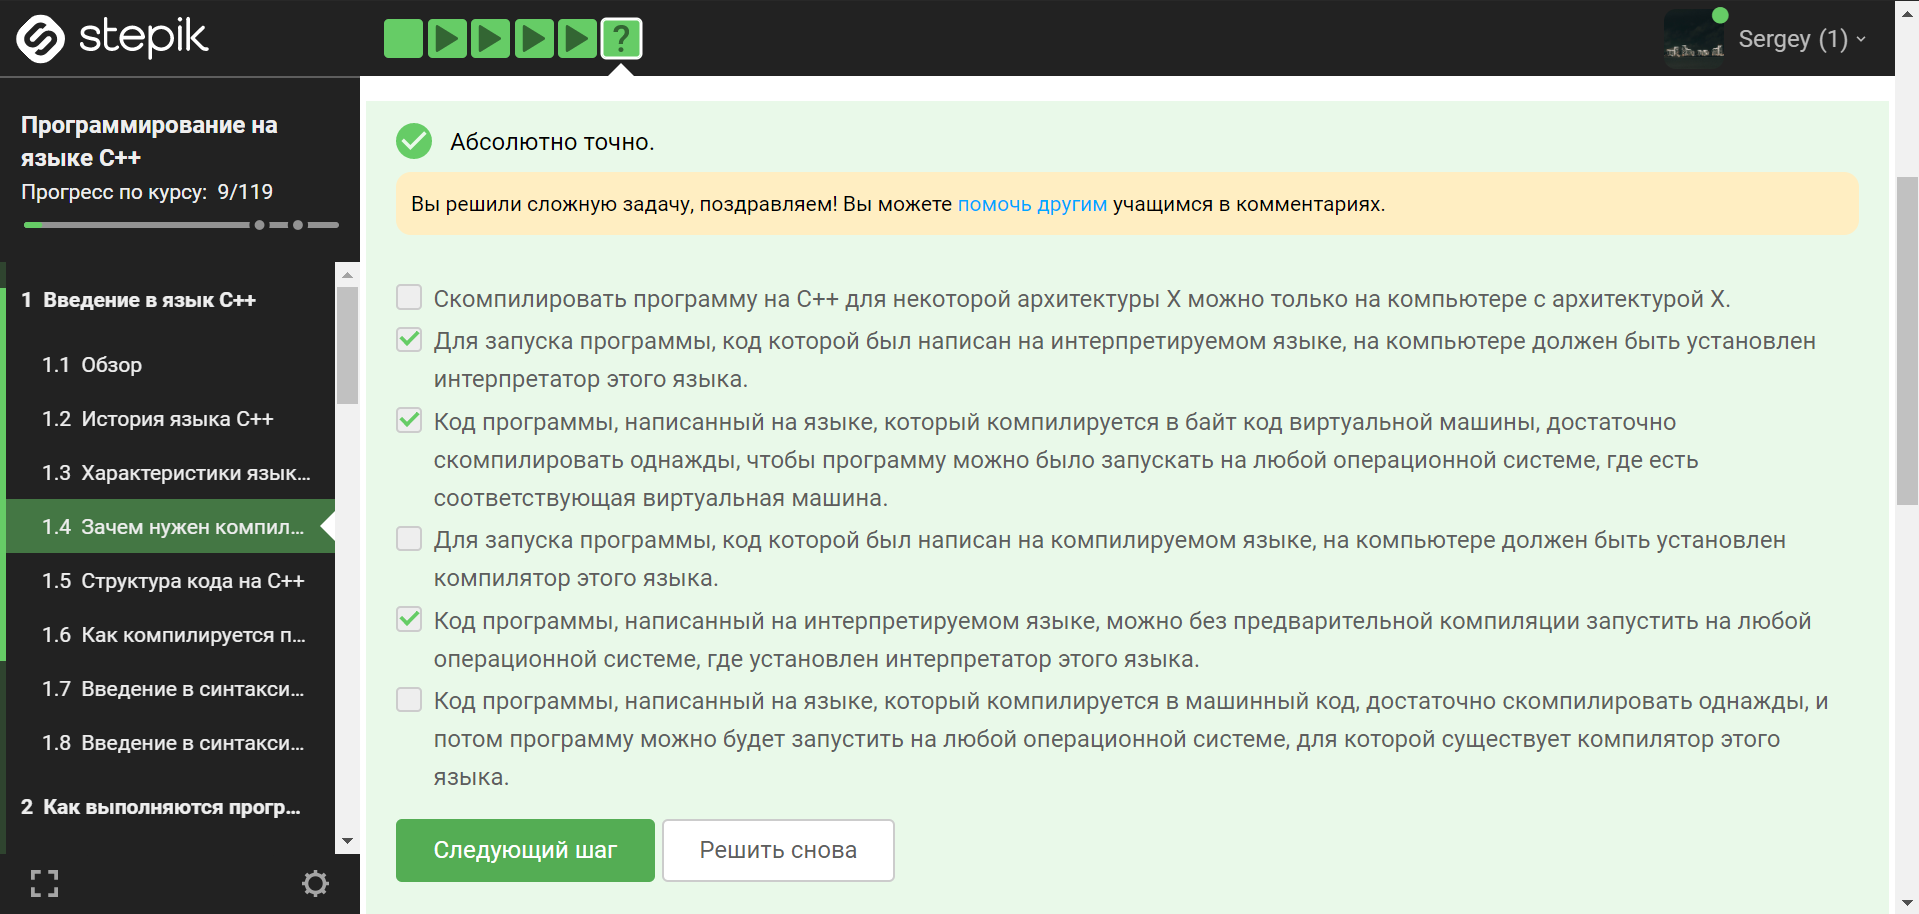 stepik
?
Sergey (1)
Программирование на
языке C++
Прогресс по курсу: 9/119
1 Введение в язык C++
1.1 Обзор
1.2 История языка C++
1.3 Характеристики язык...
1.4 Зачем нужен компил...
1.5 Структура кода на C++
1.6 Как компилируется п...
1.7 Введение в синтакси...
1.8 Введение в синтакси...
2 Как выполняются прогр...
Абсолютно точно.
Вы решили сложную задачу, поздравляем! Вы можете помочь другим учащимся в комментариях.
Скомпилировать программу на C++ для некоторой архитектуры X можно только на компьютере с архитектурой X.
Для запуска программы, код которой был написан на интерпретируемом языке, на компьютере должен быть установлен
интерпретатор этого языка.
Код программы, написанный на языке, который компилируется в байт код виртуальной машины, достаточно
скомпилировать однажды, чтобы программу можно было запускать на любой операционной системе, где есть
соответствующая виртуальная машина.
Для запуска программы, код которой был написан на компилируемом языке, на компьютере должен быть установлен
компилятор этого языка.
Код программы, написанный на интерпретируемом языке, можно без предварительной компиляции запустить на любой
операционной системе, где установлен интерпретатор этого языка.
Код программы, написанный на языке, который компилируется в машинный код, достаточно скомпилировать однажды, и
потом программу можно будет запустить на любой операционной системе, для которой существует компилятор этого
языка.
Следующий шаг
Решить снова